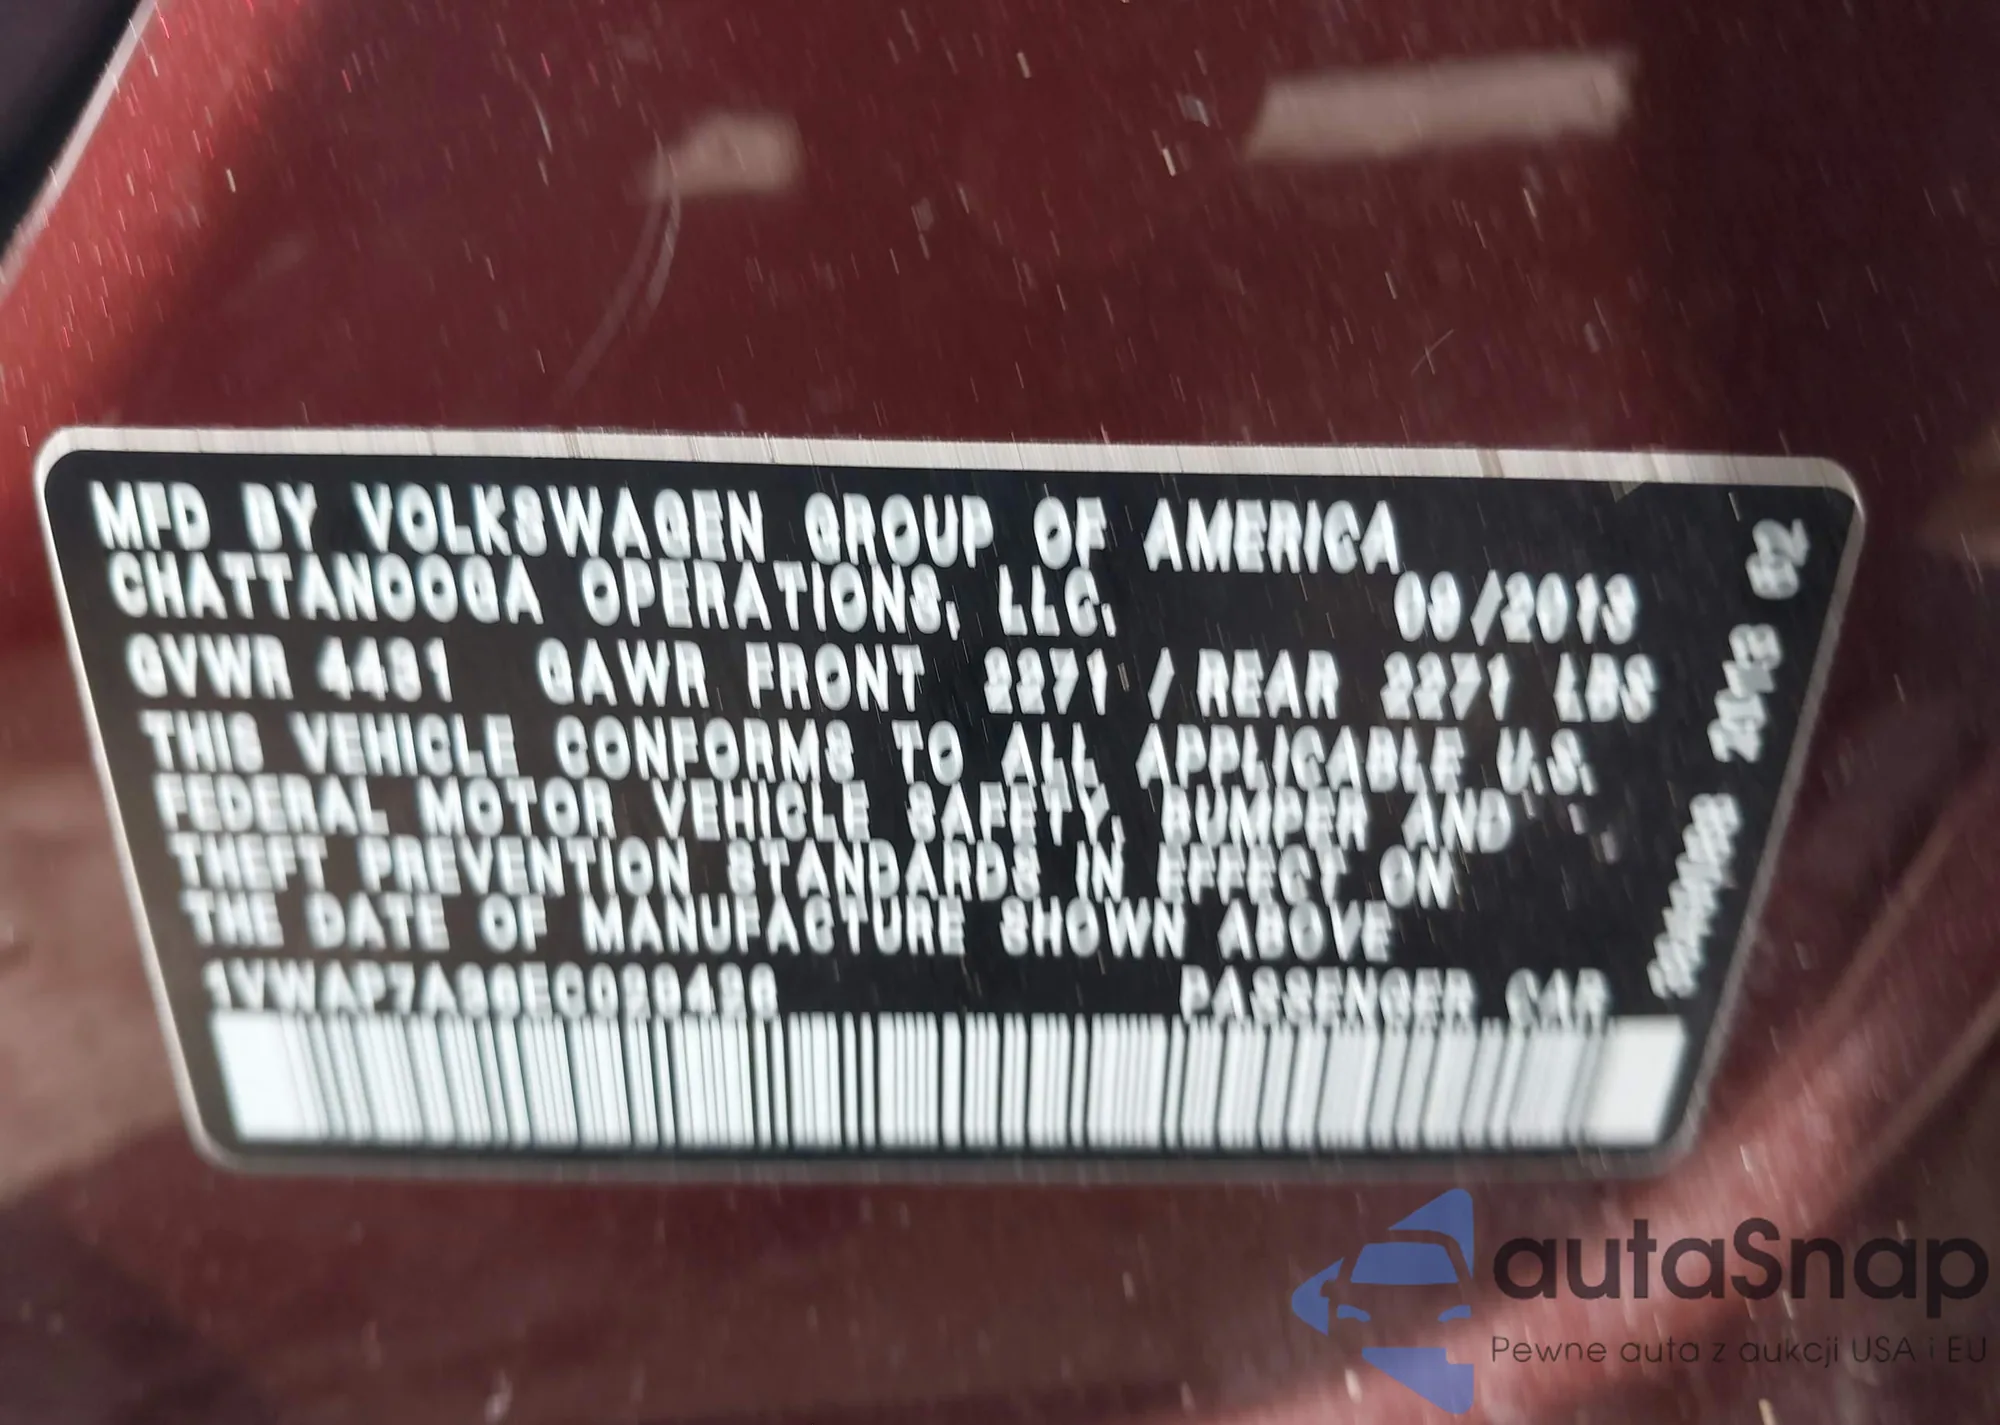 MFD BY VOLKSWAGEN GROUP OF AMERICA
CHATTANOOGA OPERATIONS, LLC. 09/2013
GVWR 4431 GAWR FRONT 2271 / REAR 2271 LBS
THIS VEHICLE CONFORMS TO ALL APPLICABLE U.S.
FEDERAL MOTOR VEHICLE SAFETY, BUMPER AND
THEFT PREVENTION STANDARDS IN EFFECT ON
THE DATE OF MANUFACTURE SHOWN ABOVE
PASSENGER CAR
autaSnap
Pewne auta z aukcji USA i EU